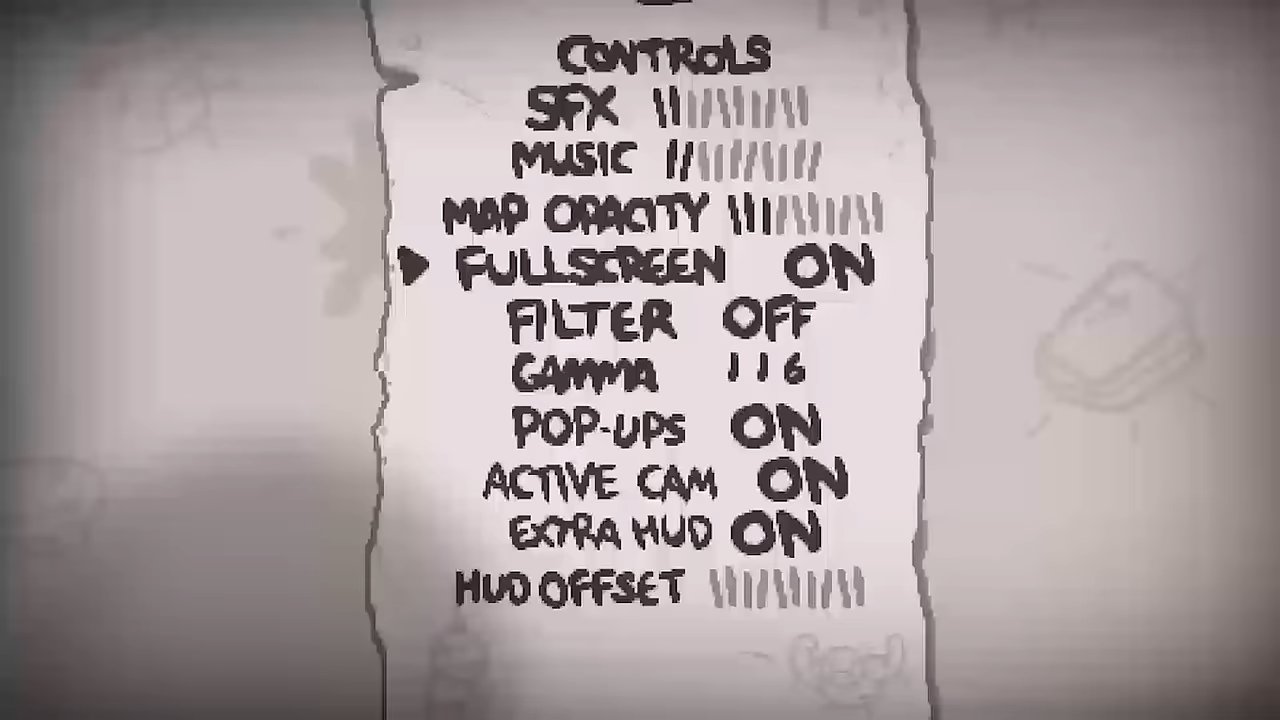 CONTROLS
SFX
MUSIC
MAP OPACITY
FULLSCREEN ON
FILTER OFF
GAMMA 116
POP-UPS ON
ACTIVE CAM ON
EXTRA HUD ON
HUD OFFSET